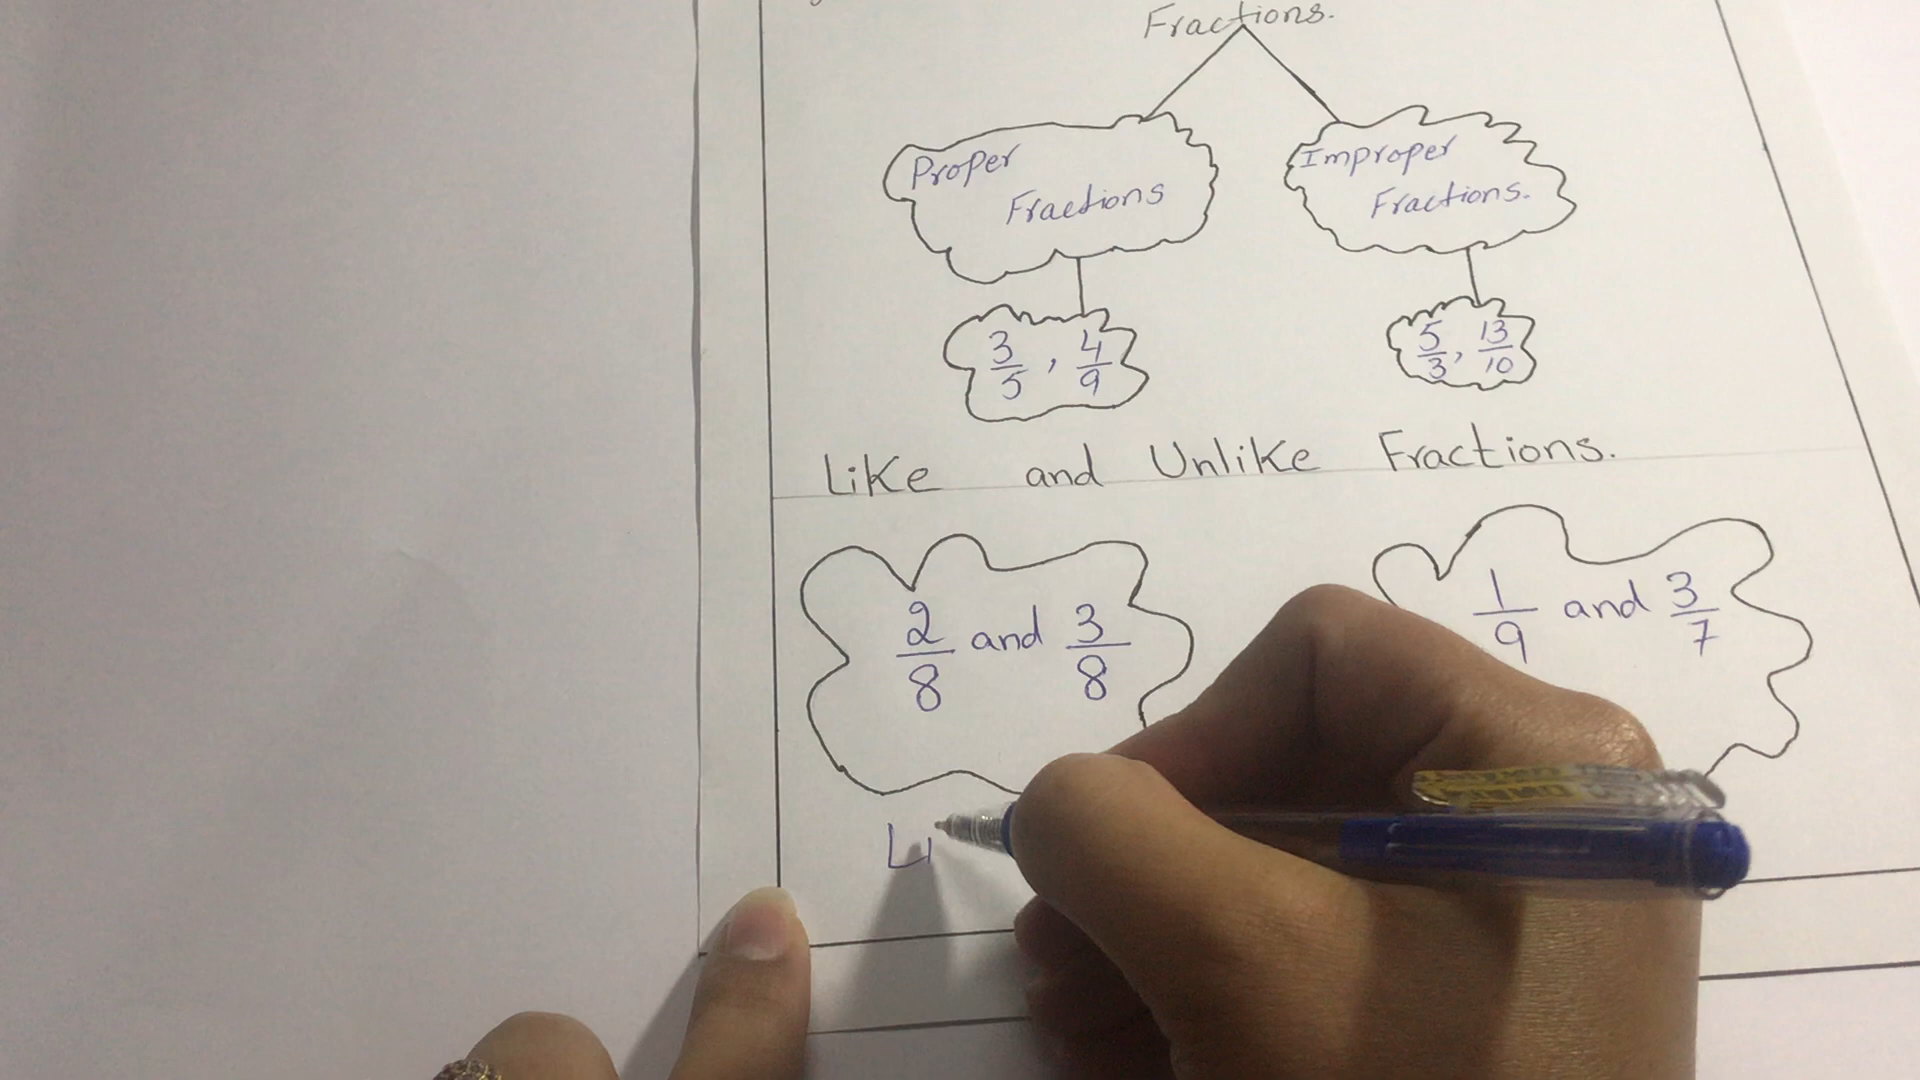 Fractions.
Proper
Fractions
Improper
Fractions.
3/5, 4/9
5/3, 13/10
Like and Unlike Fractions.
2/8 and 3/8
1/9 and 3/7
Li